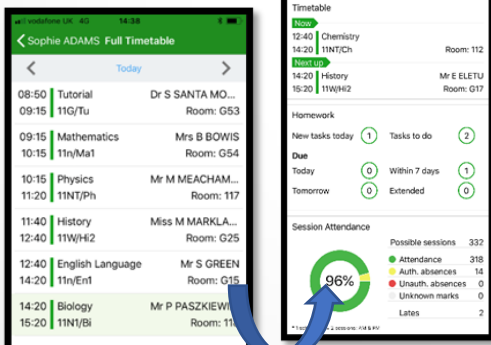 vodafone UK 4G 14:38
Sophie ADAMS Full Timetable
Today
08:50 Tutorial Dr S SANTA MO...
09:15 11G/Tu Room: G53
09:15 Mathematics Mrs B BOWIS
10:15 11n/Ma1 Room: G54
10:15 Physics Mr M MEACHAM...
11:20 11NT/Ph Room: 117
11:40 History Miss M MARKLA...
12:40 11W/Hi2 Room: G25
12:40 English Language Mr S GREEN
14:20 11n/En1 Room: G15
14:20 Biology Mr P PASZKIEWI
15:20 11N1/Bi Room: 11
Timetable
Now
12:40 Chemistry
14:20 11NT/Ch Room: 112
Next up
14:20 History Mr E ELETU
15:20 11W/Hi2 Room: G17
Homework
New tasks today 1 Tasks to do 2
Due
Today 0 Within 7 days 1
Tomorrow 0 Extended 0
Session Attendance
Possible sessions 332
Attendance 318
Auth. absences 14
Unauth. absences 0
Unknown marks 0
Lates 2
96%
2 sessions: AM & PM